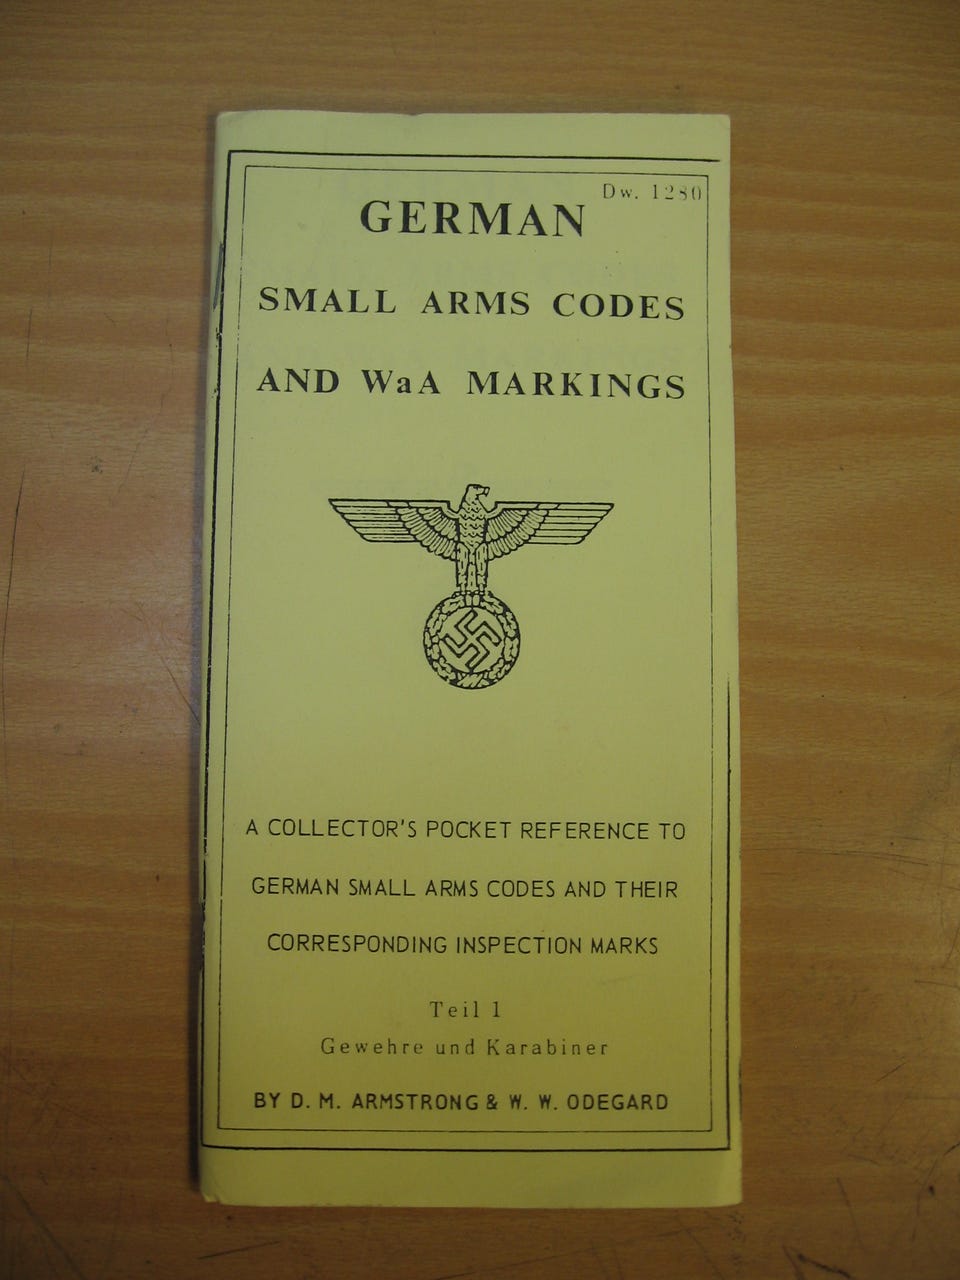 Dw. 1280
GERMAN
SMALL ARMS CODES
AND WaA MARKINGS
A COLLECTOR'S POCKET REFERENCE TO
GERMAN SMALL ARMS CODES AND THEIR
CORRESPONDING INSPECTION MARKS
Teil 1
Gewehre und Karabiner
BY D. M. ARMSTRONG & W. W. ODEGARD